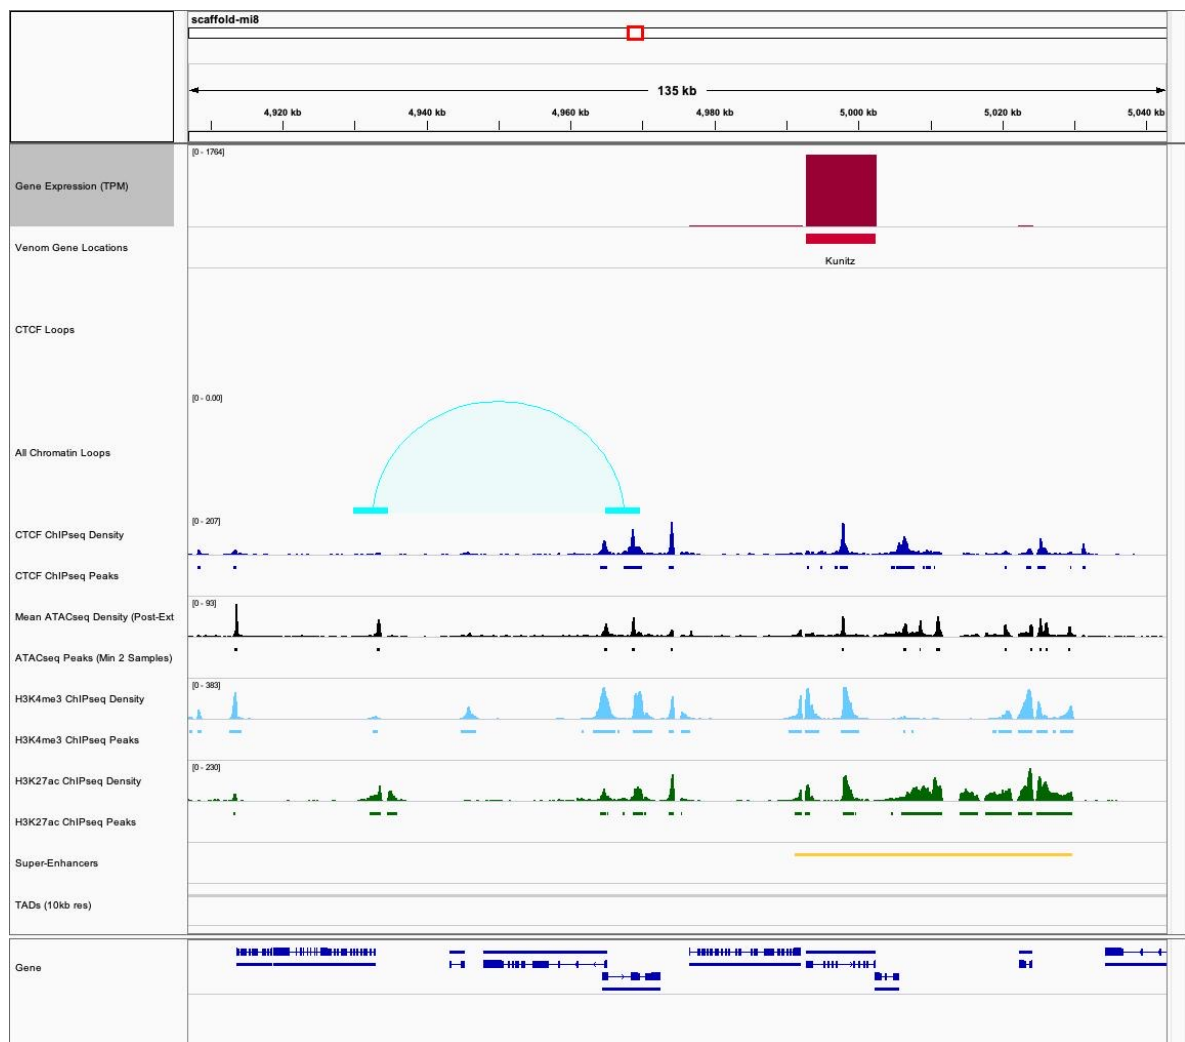 scaffold-mi8
135 kb
4,920 kb 4,940 kb 4,960 kb 4,980 kb 5,000 kb 5,020 kb 5,040 kb
[0 - 1764]
Gene Expression (TPM)
Venom Gene Locations
Kunitz
CTCF Loops
[0 - 0.00]
All Chromatin Loops
[0 - 207]
CTCF ChIPseq Density
CTCF ChIPseq Peaks
[0 - 93]
Mean ATACseq Density (Post-Ext
ATACseq Peaks (Min 2 Samples)
[0 - 383]
H3K4me3 ChIPseq Density
H3K4me3 ChIPseq Peaks
[0 - 230]
H3K27ac ChIPseq Density
H3K27ac ChIPseq Peaks
Super-Enhancers
TADs (10kb res)
Gene